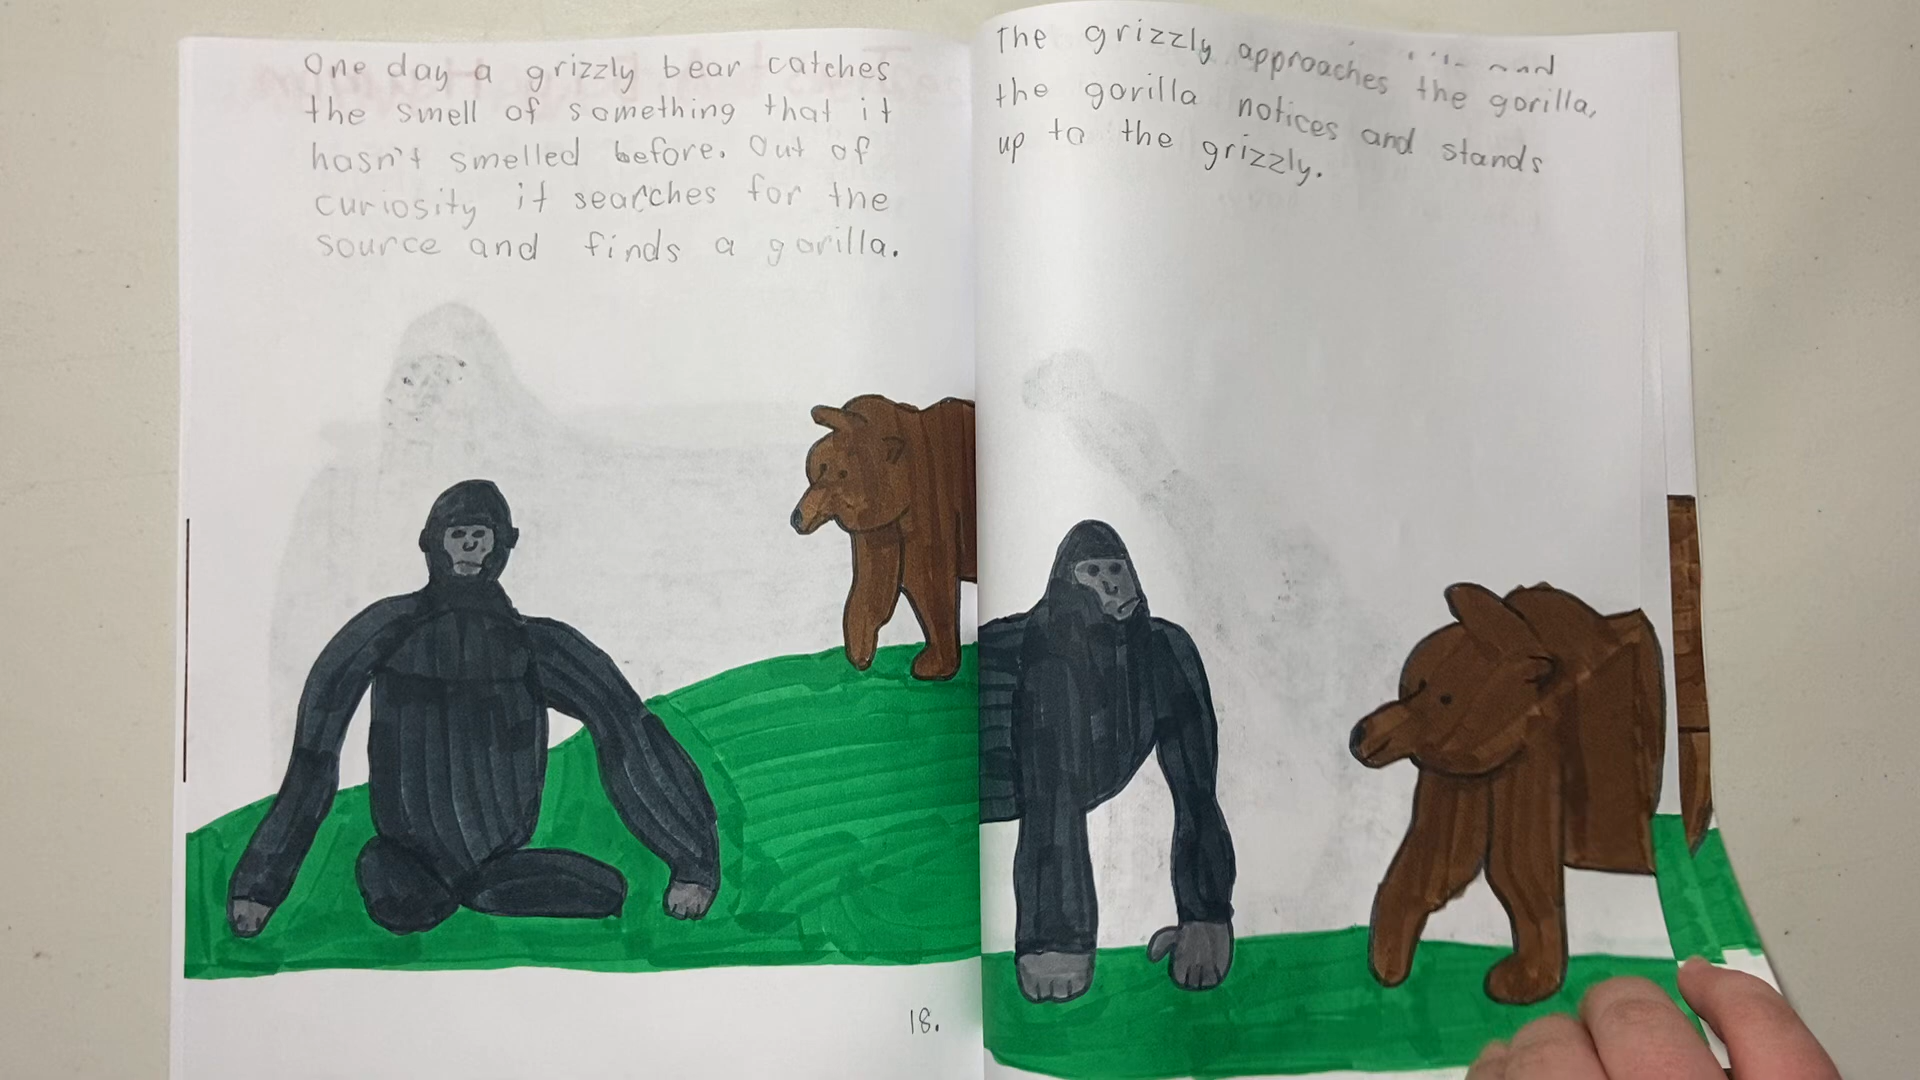 One day a grizzly bear catches
the smell of something that it
hasn't smelled before. Out of
curiosity it searches for the
source and finds a gorilla.
18.
The grizzly approaches the gorilla,
the gorilla notices and stands
up to the grizzly.